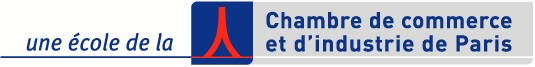 une école de la
Chambre de commerce
et d'industrie de Paris